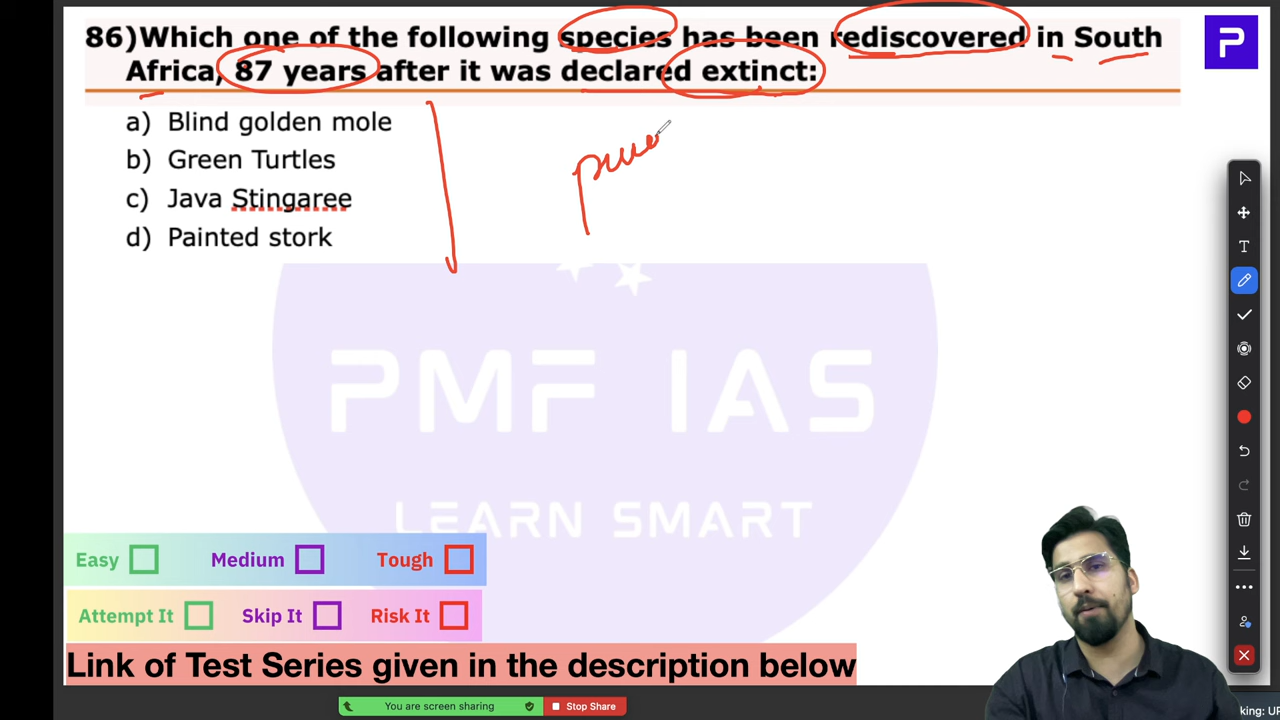 86)Which one of the following species has been rediscovered in South
Africa, 87 years after it was declared extinct:
P
a) Blind golden mole
b) Green Turtles
c) Java Stingaree
d) Painted stork
PMF IAS
LEARN SMART
Easy Medium Tough
Attempt It Skip It Risk It
Link of Test Series given in the description below
You are screen sharing Stop Share
king: UP